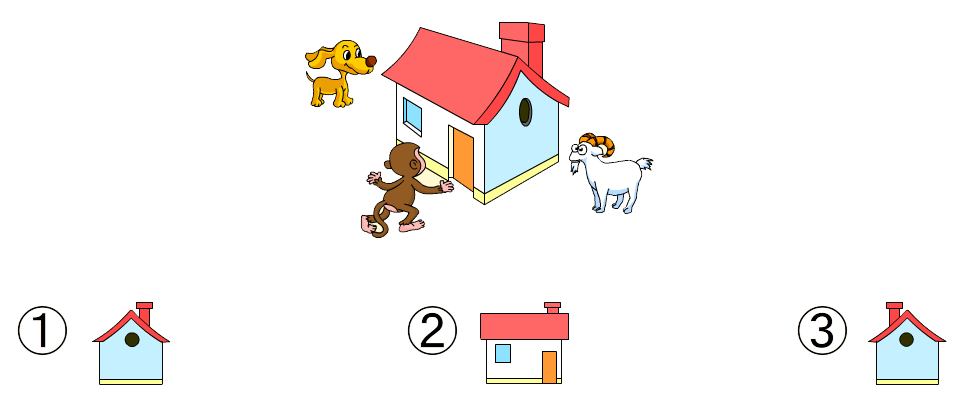 ① ② ③